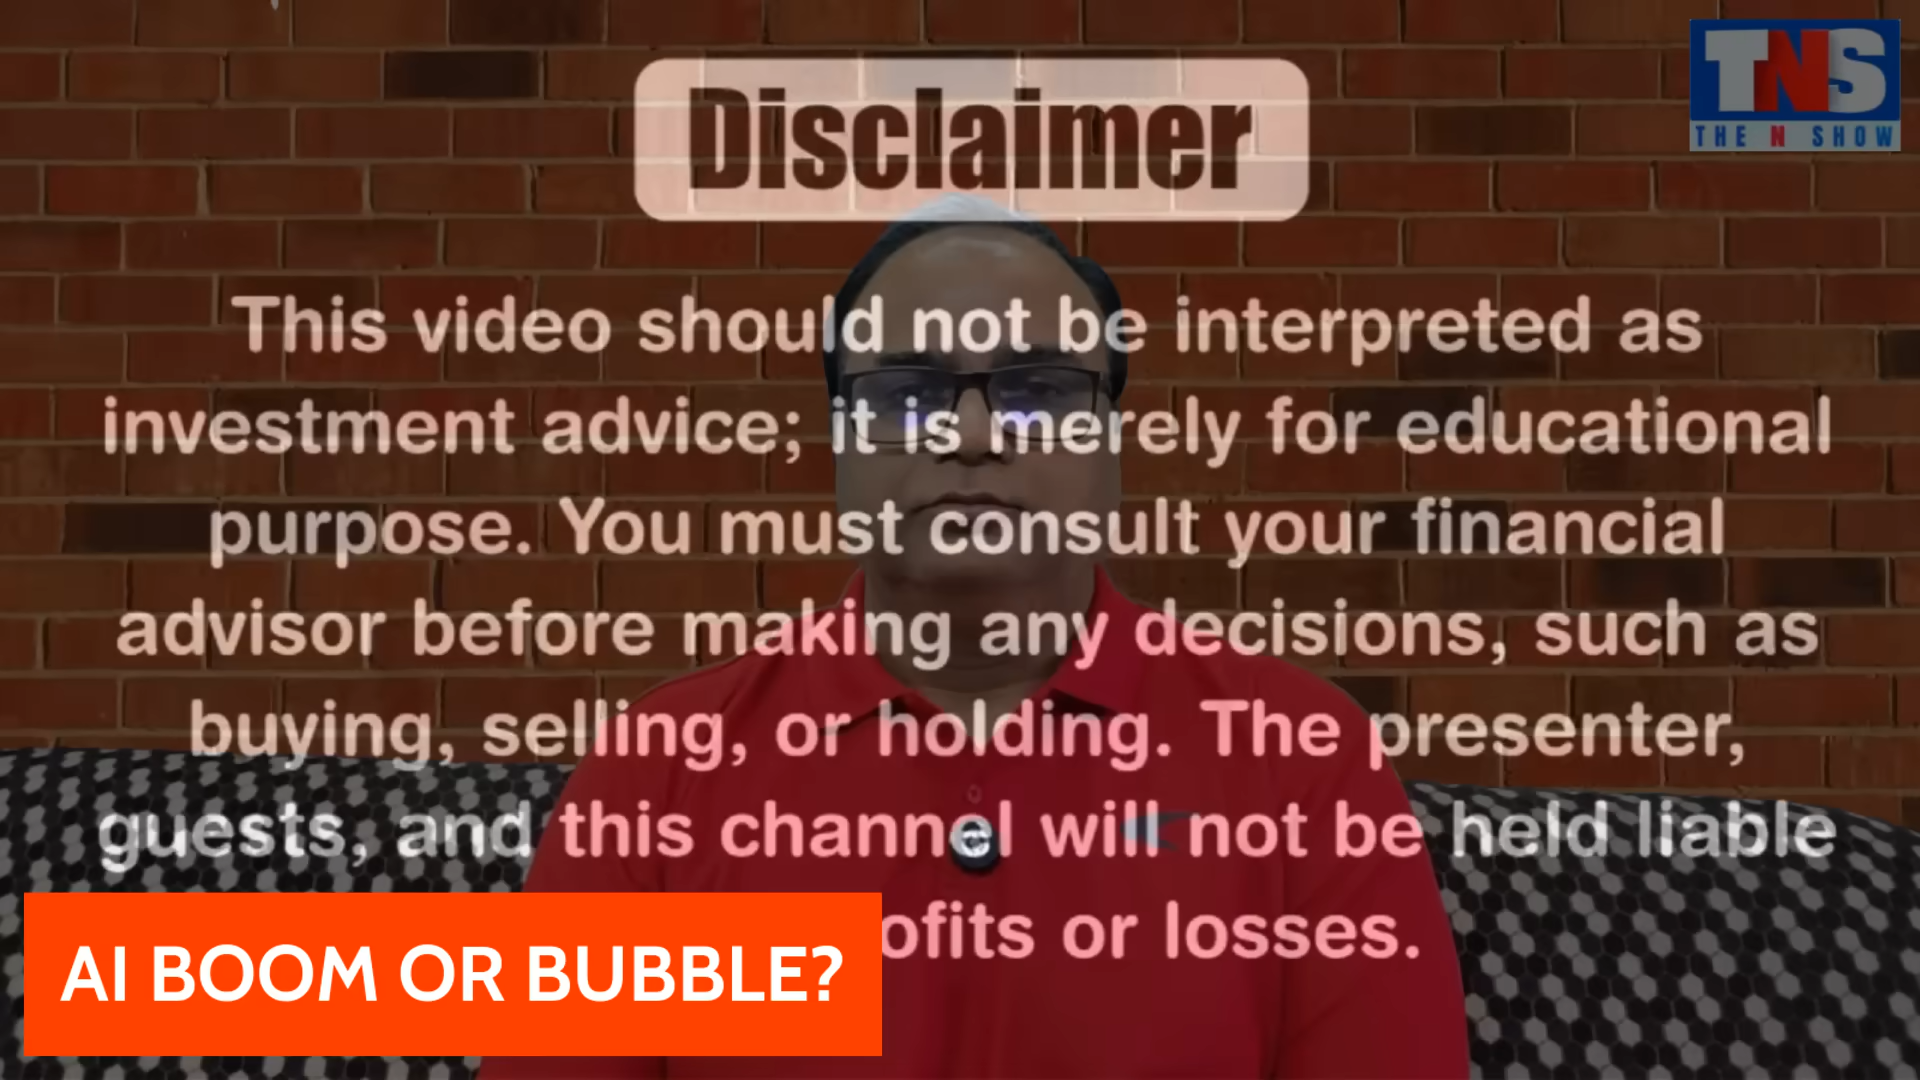 TNS
THE N SHOW
Disclaimer
This video should not be interpreted as
investment advice; it is merely for educational
purpose. You must consult your financial
advisor before making any decisions, such as
buying, selling, or holding. The presenter,
guests, and this channel will not be held liable
or losses.
AI BOOM OR BUBBLE?